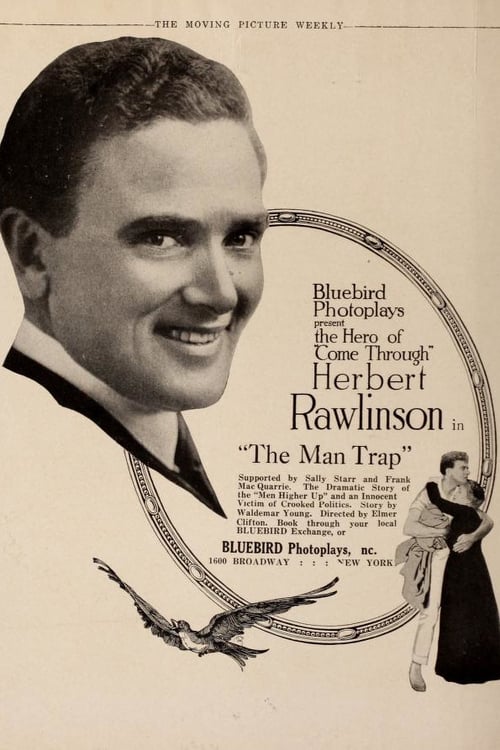 THE MOVING PICTURE WEEKLY
Bluebird
Photoplays
present
the Hero of
"Come Through"
Herbert
Rawlinson in
"The Man Trap"
Supported by Sally Starr and Frank
Mac Quarrie. The Dramatic Story of
the "Men Higher Up" and an Innocent
Victim of Crooked Politics. Story by
Waldemar Young. Directed by Elmer
Clifton. Book through your local
BLUEBIRD Exchange, or
BLUEBIRD Photoplays, nc.
1600 BROADWAY : : : NEW YORK